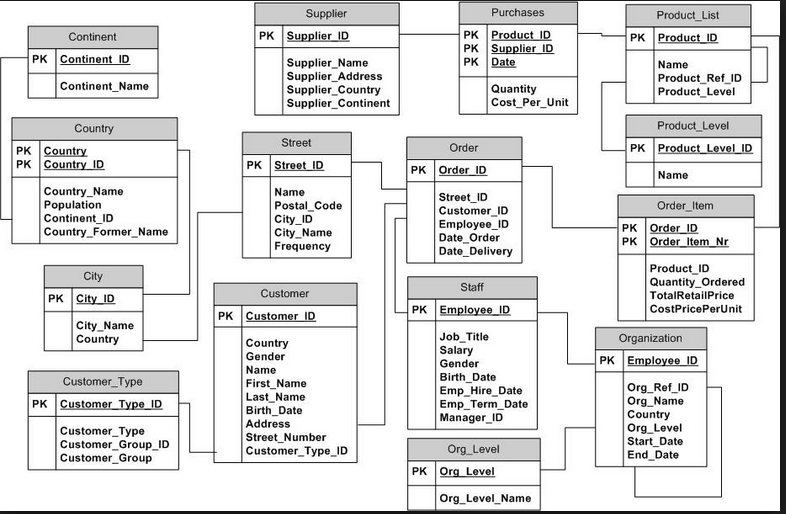 Continent
PK Continent_ID
Continent_Name
Supplier
PK Supplier_ID
Supplier_Name
Supplier_Address
Supplier_Country
Supplier_Continent
Purchases
PK Product_ID
PK Supplier_ID
PK Date
Quantity
Cost_Per_Unit
Product_List
PK Product_ID
Name
Product_Ref_ID
Product_Level
Country
PK Country
PK Country_ID
Country_Name
Population
Continent_ID
Country_Former_Name
Street
PK Street_ID
Name
Postal_Code
City_ID
City_Name
Frequency
Order
PK Order_ID
Street_ID
Customer_ID
Employee_ID
Date_Order
Date_Delivery
Product_Level
PK Product_Level_ID
Name
Order_Item
PK Order_ID
PK Order_Item_Nr
Product_ID
Quantity_Ordered
TotalRetailPrice
CostPricePerUnit
City
PK City_ID
City_Name
Country
Customer
PK Customer_ID
Country
Gender
Name
First_Name
Last_Name
Birth_Date
Address
Street_Number
Customer_Type_ID
Staff
PK Employee_ID
Job_Title
Salary
Gender
Birth_Date
Emp_Hire_Date
Emp_Term_Date
Manager_ID
Organization
PK Employee_ID
Org_Ref_ID
Org_Name
Country
Org_Level
Start_Date
End_Date
Customer_Type
PK Customer_Type_ID
Customer_Type
Customer_Group_ID
Customer_Group
Org_Level
PK Org_Level
Org_Level_Name